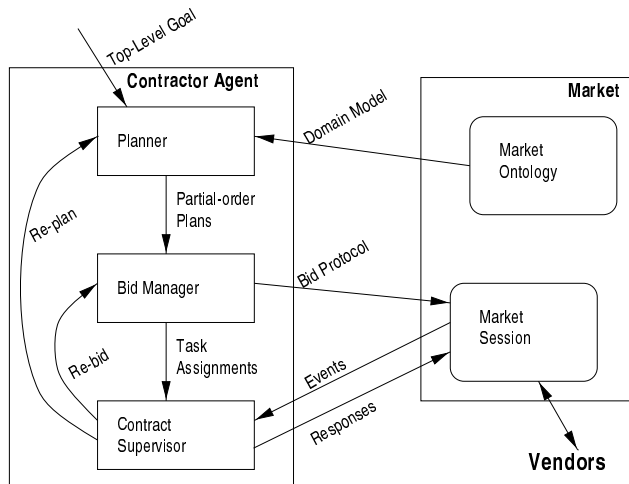 Top-Level Goal
Contractor Agent
Market
Planner
Domain Model
Market
Ontology
Re-plan
Partial-order
Plans
Bid Manager
Bid Protocol
Market
Session
Re-bid
Task
Assignments
Events
Contract
Supervisor
Responses
Vendors